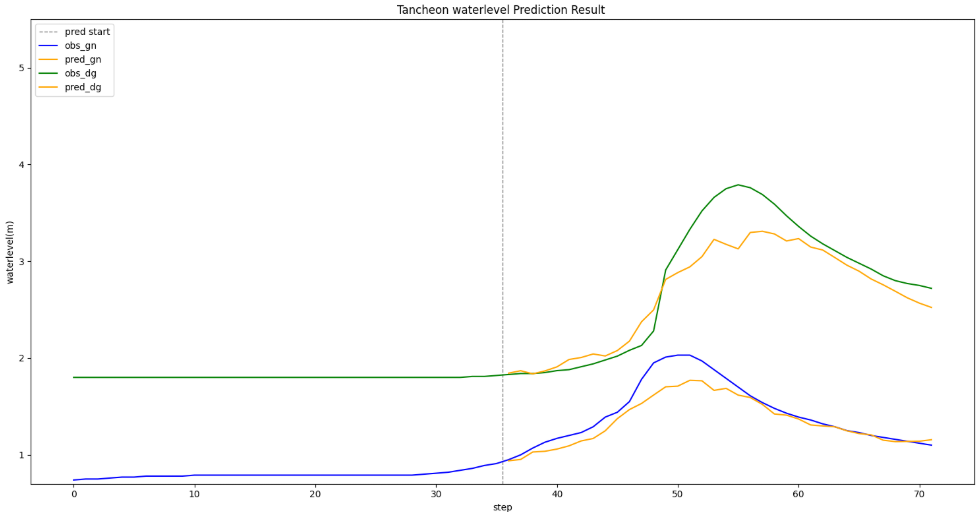 Tancheon waterlevel Prediction Result
pred start
obs_gn
pred_gn
obs_dg
pred_dg
waterlevel(m)
5
4
3
2
1
0 10 20 30 40 50 60 70
step